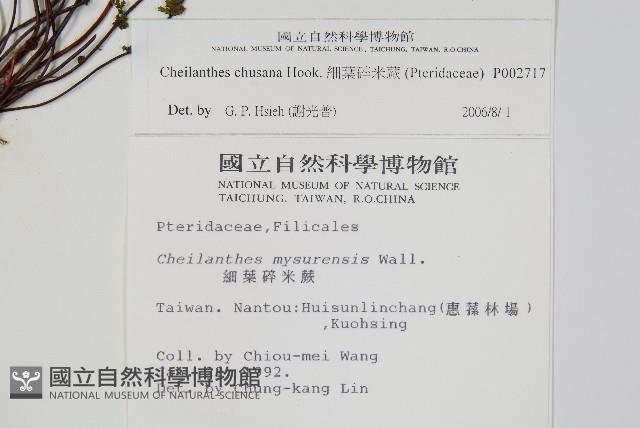 國立自然科學博物館
NATIONAL MUSEUM OF NATURAL SCIENCE, TAICHUNG, TAIWAN, R.O.CHINA
Cheilanthes chusana Hook. 細葉碎米蕨 (Pteridaceae) P002717
Det. by G. P. Hsieh (謝光普) 2006/8/1
國立自然科學博物館
NATIONAL MUSEUM OF NATURAL SCIENCE
TAICHUNG. TAIWAN, R.O.CHINA
Pteridaceae,Filicales
Cheilanthes mysurensis Wall.
細葉碎米蕨
Taiwan. Nantou:Huisunlinchang(惠蓀林場)
,Kuohsing
Coll. by Chiou-mei Wang
1992.
Det. by Chung-kang Lin
國立自然科學博物館
NATIONAL MUSEUM OF NATURAL SCIENCE